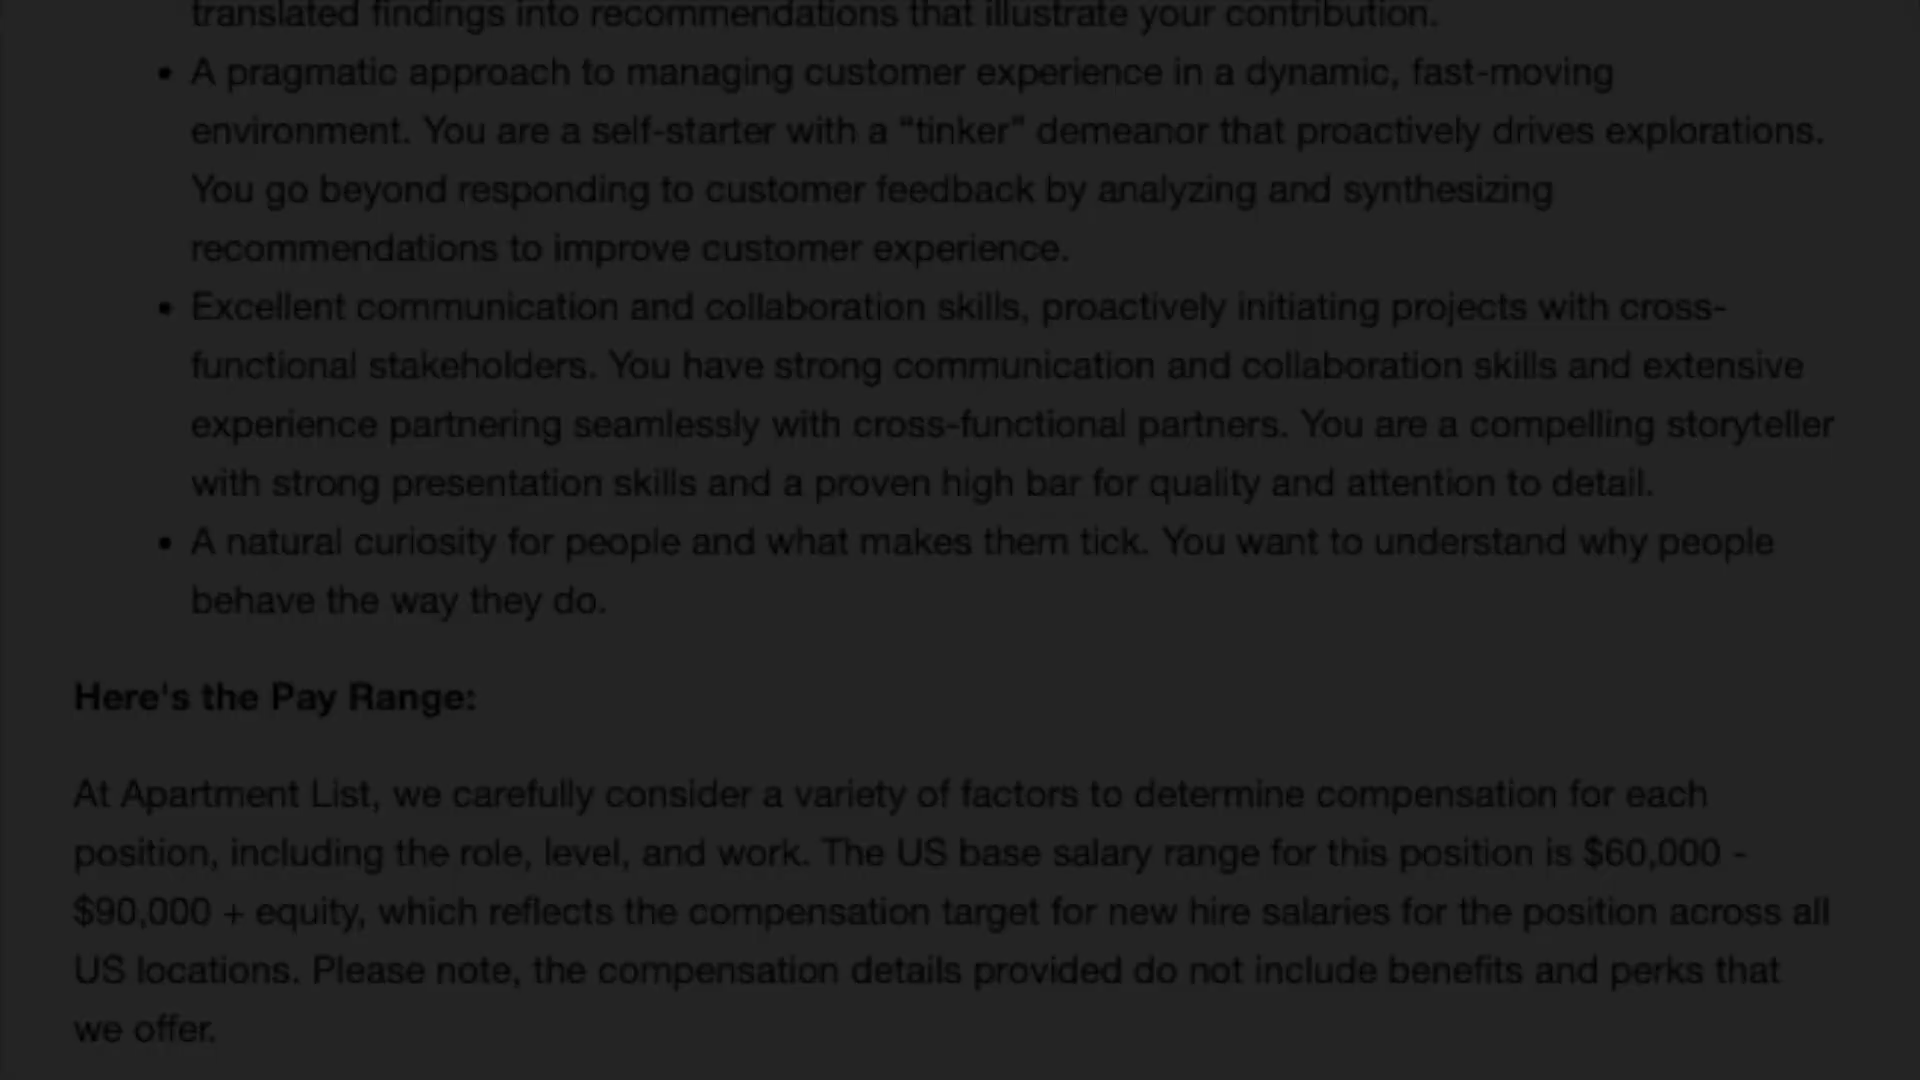 translated findings into recommendations that illustrate your contribution.
• A pragmatic approach to managing customer experience in a dynamic, fast-moving
environment. You are a self-starter with a “tinker” demeanor that proactively drives explorations.
You go beyond responding to customer feedback by analyzing and synthesizing
recommendations to improve customer experience.
• Excellent communication and collaboration skills, proactively initiating projects with cross-
functional stakeholders. You have strong communication and collaboration skills and extensive
experience partnering seamlessly with cross-functional partners. You are a compelling storyteller
with strong presentation skills and a proven high bar for quality and attention to detail.
• A natural curiosity for people and what makes them tick. You want to understand why people
behave the way they do.
Here's the Pay Range:
At Apartment List, we carefully consider a variety of factors to determine compensation for each
position, including the role, level, and work. The US base salary range for this position is $60,000 -
$90,000 + equity, which reflects the compensation target for new hire salaries for the position across all
US locations. Please note, the compensation details provided do not include benefits and perks that
we offer.